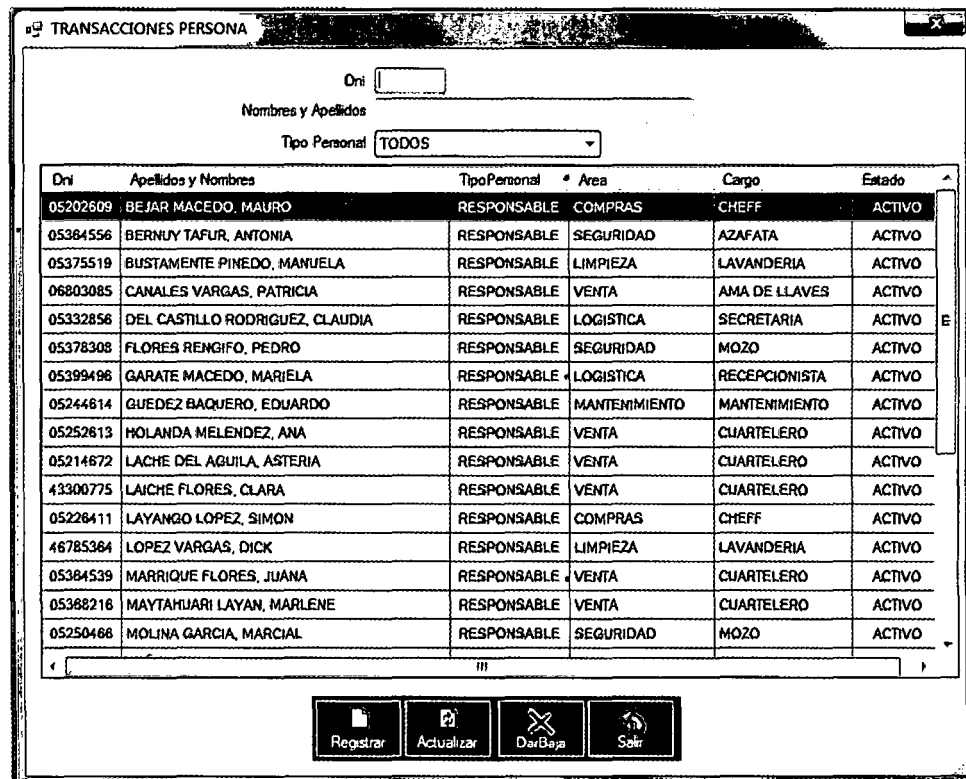 TRANSACCIONES PERSONA
Dni
Nombres y Apellidos
Tipo Personal TODOS
Dni Apellidos y Nombres TipoPersonal Area Cargo Estado
05202609 BEJAR MACEDO, MAURO RESPONSABLE COMPRAS CHEFF ACTIVO
05364556 BERNUY TAFUR, ANTONIA RESPONSABLE SEGURIDAD AZAFATA ACTIVO
05375519 BUSTAMENTE PINEDO, MANUELA RESPONSABLE LIMPIEZA LAVANDERIA ACTIVO
06803085 CANALES VARGAS, PATRICIA RESPONSABLE VENTA AMA DE LLAVES ACTIVO
05332856 DEL CASTILLO RODRIGUEZ, CLAUDIA RESPONSABLE LOGISTICA SECRETARIA ACTIVO
05378308 FLORES RENGIFO, PEDRO RESPONSABLE SEGURIDAD MOZO ACTIVO
05399496 GARATE MACEDO, MARIELA RESPONSABLE LOGISTICA RECEPCIONISTA ACTIVO
05244614 GUEDEZ BAQUERO, EDUARDO RESPONSABLE MANTENIMIENTO MANTENIMIENTO ACTIVO
05252613 HOLANDA MELENDEZ, ANA RESPONSABLE VENTA CUARTELERO ACTIVO
05214672 LACHE DEL AGUILA, ASTERIA RESPONSABLE VENTA CUARTELERO ACTIVO
43300775 LAICHE FLORES, CLARA RESPONSABLE VENTA CUARTELERO ACTIVO
05226411 LAYANGO LOPEZ, SIMON RESPONSABLE COMPRAS CHEFF ACTIVO
46785364 LOPEZ VARGAS, DICK RESPONSABLE LIMPIEZA LAVANDERIA ACTIVO
05364539 MARRIQUE FLORES, JUANA RESPONSABLE VENTA CUARTELERO ACTIVO
05368216 MAYTAHUARI LAYAN, MARLENE RESPONSABLE VENTA CUARTELERO ACTIVO
05250466 MOLINA GARCIA, MARCIAL RESPONSABLE SEGURIDAD MOZO ACTIVO
Registrar Actualizar DarBaja Salir